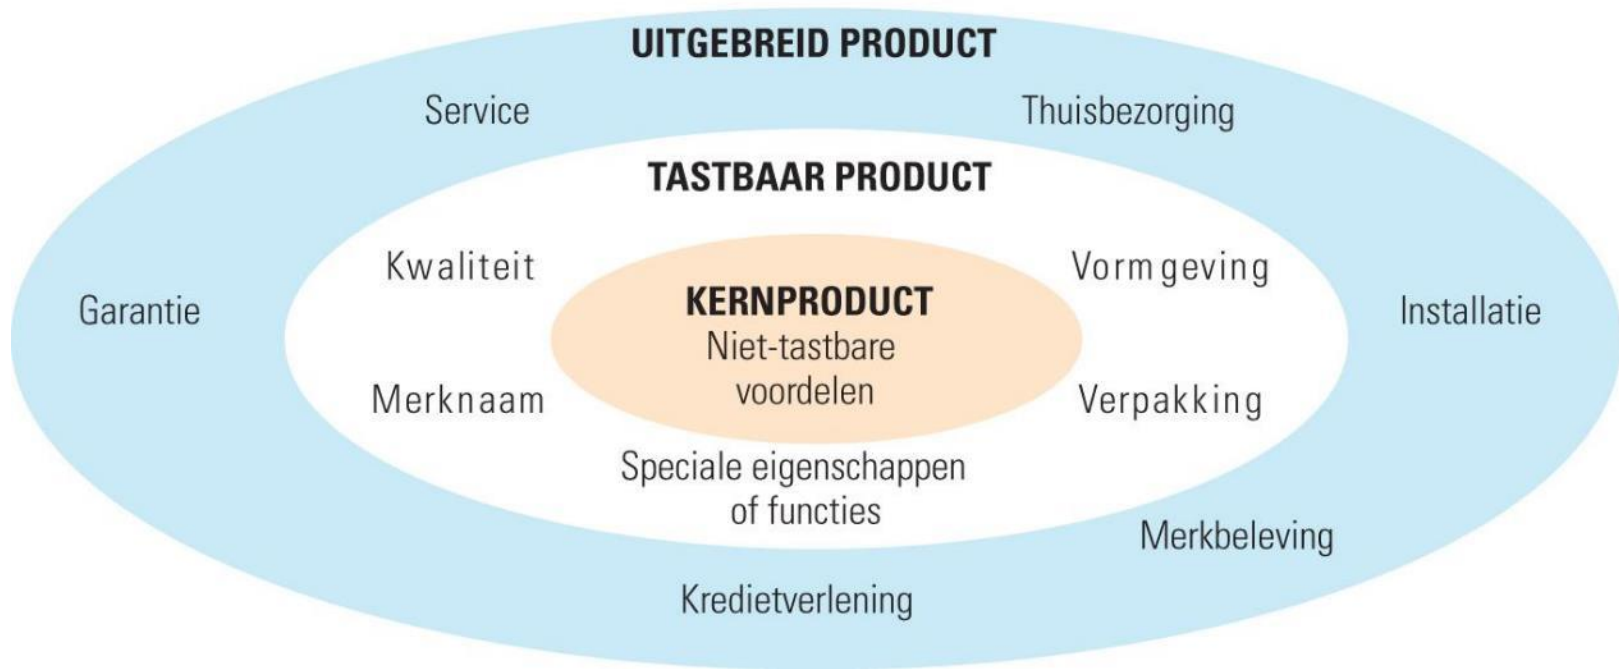 UITGEBREID PRODUCT
Service
Thuisbezorging
TASTBAAR PRODUCT
Kwaliteit
Vormgeving
Garantie
KERNPRODUCT
Niet-tastbare
voordelen
Installatie
Merknaam
Verpakking
Speciale eigenschappen
of functies
Merkbeleving
Kredietverlening